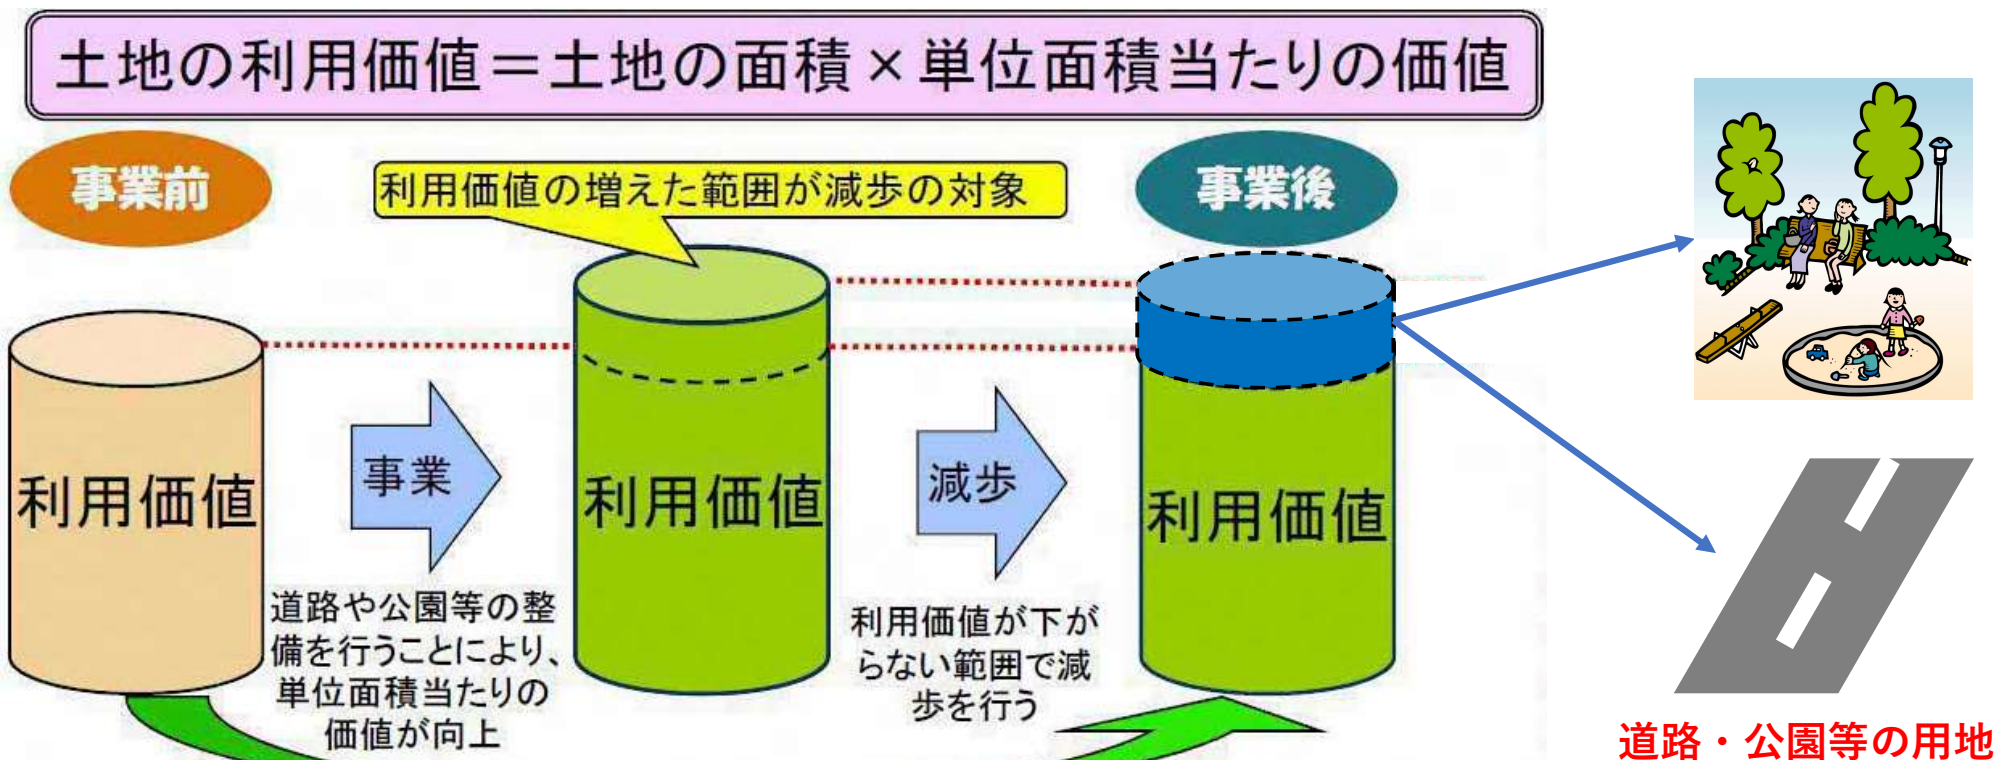 土地の利用価値＝土地の面積×単位面積当たりの価値
事業前
利用価値の増えた範囲が減歩の対象
事業後
利用価値
事業
利用価値
減歩
利用価値
道路や公園等の整
備を行うことにより、
単位面積当たりの
価値が向上
利用価値が下が
らない範囲で減
歩を行う
道路・公園等の用地